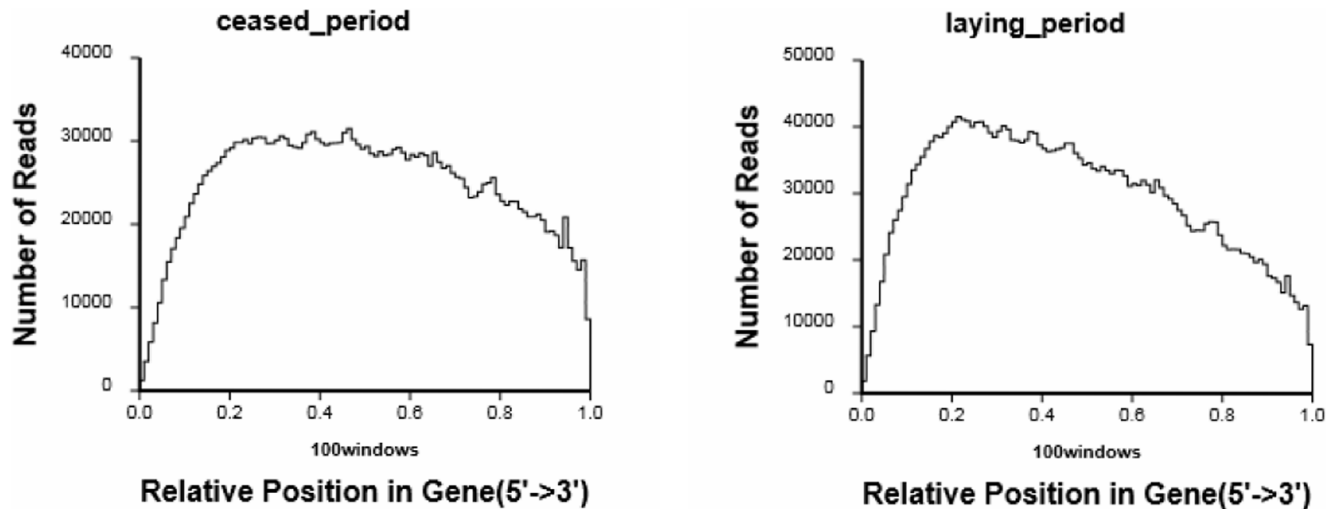 ceased_period
Number of Reads
40000
30000
20000
10000
0
0.0 0.2 0.4 0.6 0.8 1.0
100windows
Relative Position in Gene(5'->3')
laying_period
Number of Reads
50000
40000
30000
20000
10000
0
0.0 0.2 0.4 0.6 0.8 1.0
100windows
Relative Position in Gene(5'->3')